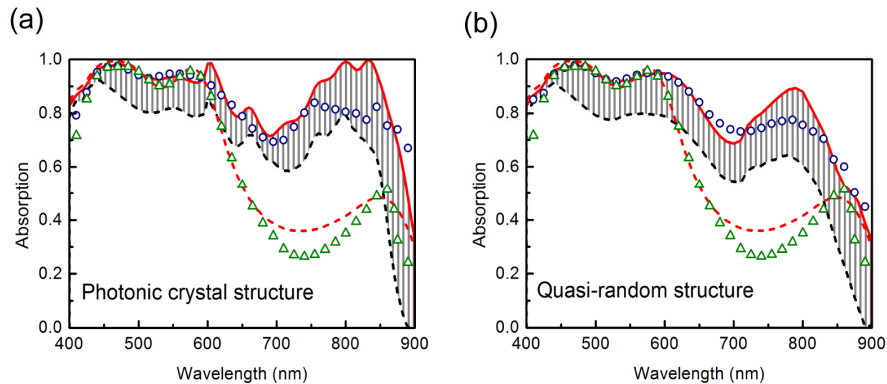 (a)
1.0
0.8
0.6
0.4
0.2
0.0
Absorption
Photonic crystal structure
400 500 600 700 800 900
Wavelength (nm)
(b)
1.0
0.8
0.6
0.4
0.2
0.0
Absorption
Quasi-random structure
400 500 600 700 800 900
Wavelength (nm)